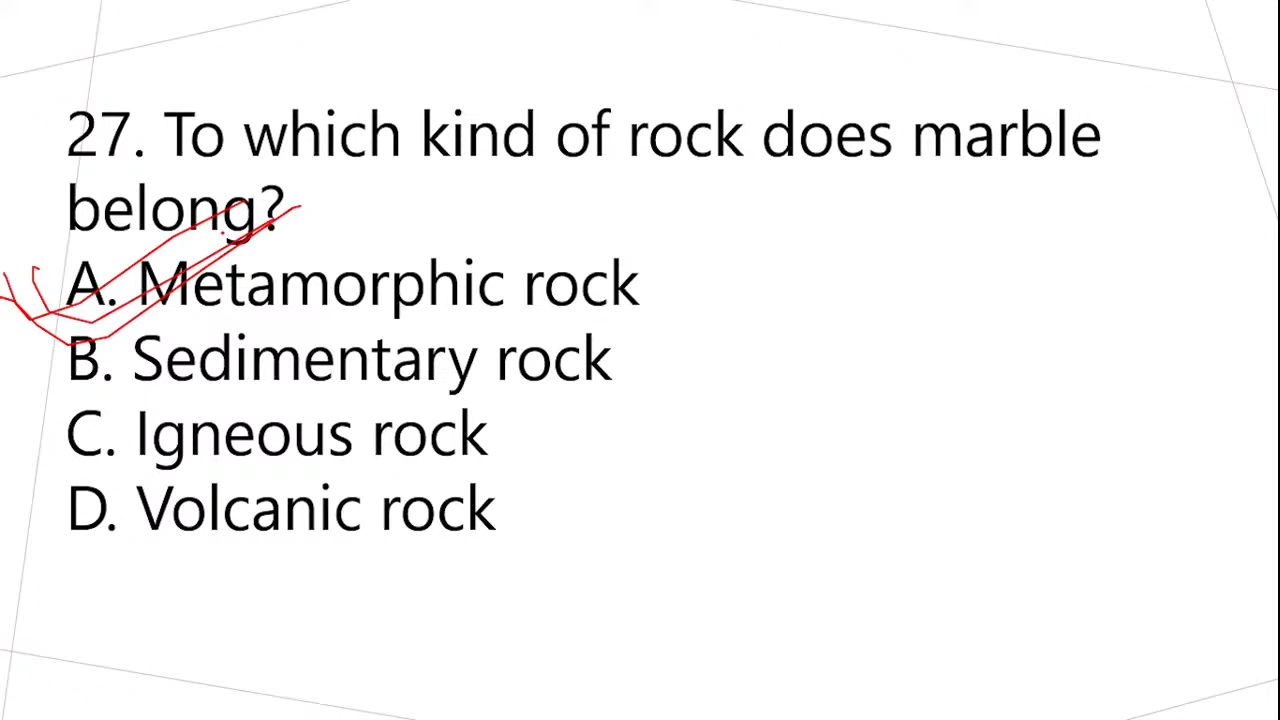 27. To which kind of rock does marble
belong?
A. Metamorphic rock
B. Sedimentary rock
C. Igneous rock
D. Volcanic rock